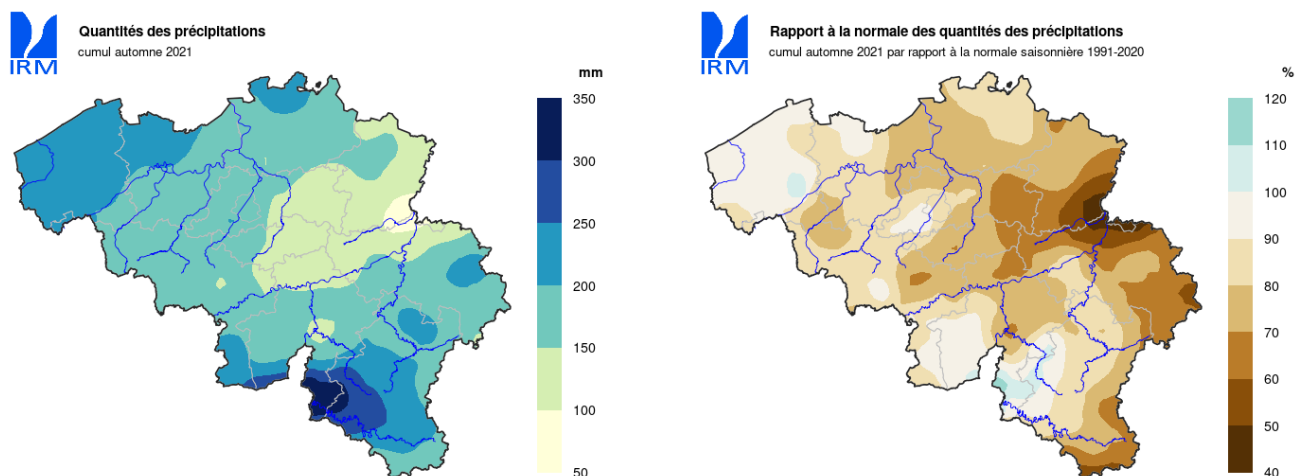 Quantités des précipitations
cumul automne 2021
IRM
mm
350
300
250
200
150
100
50
Rapport à la normale des quantités des précipitations
cumul automne 2021 par rapport à la normale saisonnière 1991-2020
IRM
%
120
110
100
90
80
70
60
50
40